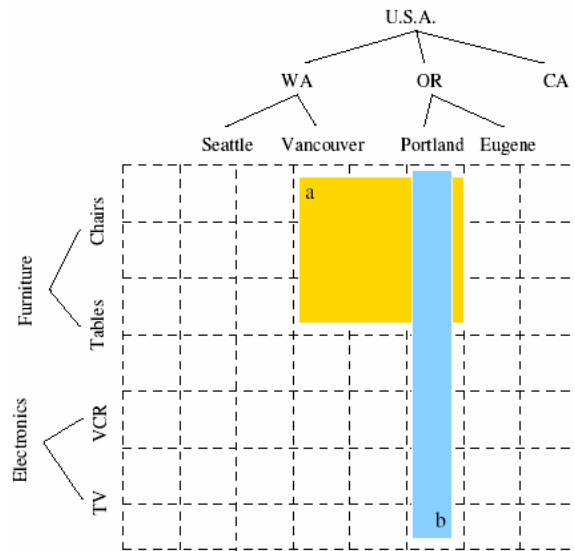 U.S.A.
WA OR CA
Seattle Vancouver Portland Eugene
a
Chairs
Furniture
Tables
VCR
Electronics
TV
b